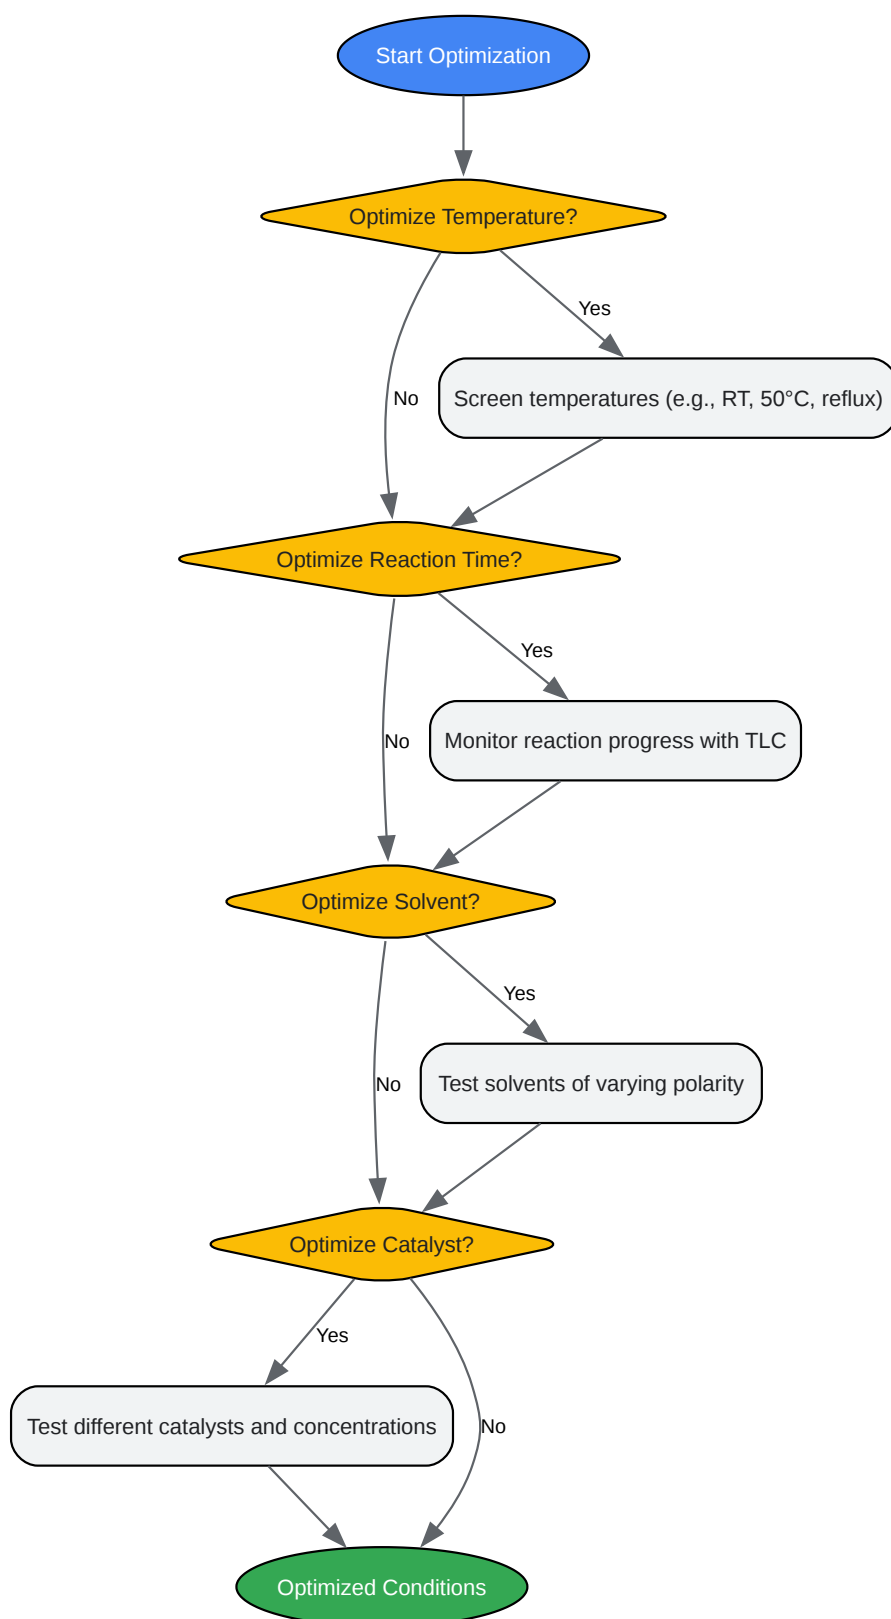 Start Optimization
Optimize Temperature?
Yes
No
Screen temperatures (e.g., RT, 50°C, reflux)
Optimize Reaction Time?
Yes
No
Monitor reaction progress with TLC
Optimize Solvent?
Yes
No
Test solvents of varying polarity
Optimize Catalyst?
Yes
Test different catalysts and concentrations
No
Optimized Conditions